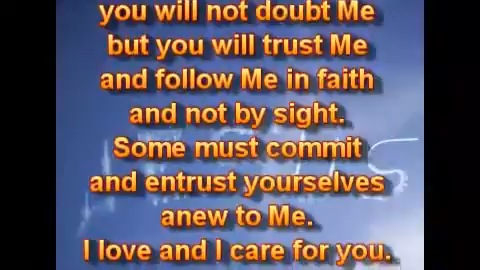 you will not doubt Me
but you will trust Me
and follow Me in faith
and not by sight.
Some must commit
and entrust yourselves
anew to Me.
I love and I care for you.